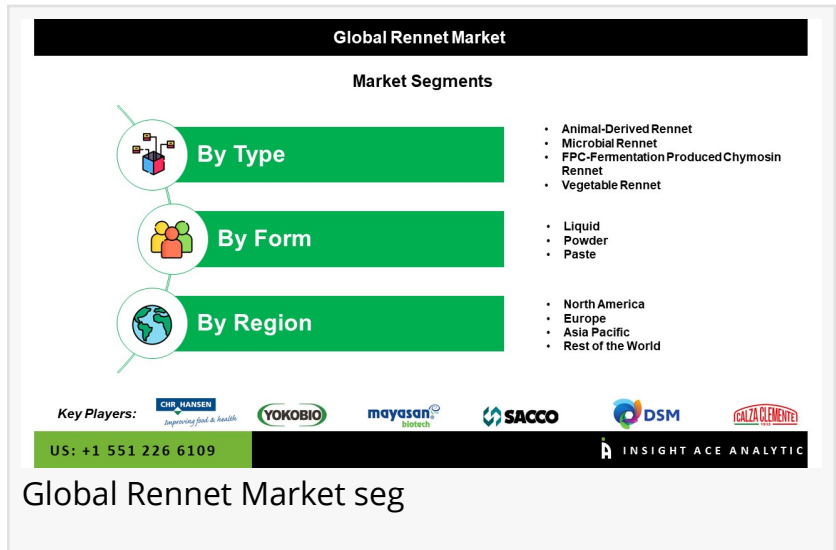 Global Rennet Market
Market Segments
By Type
• Animal-Derived Rennet
• Microbial Rennet
• FPC-Fermentation Produced Chymosin
Rennet
• Vegetable Rennet
By Form
• Liquid
• Powder
• Paste
By Region
• North America
• Europe
• Asia Pacific
• Rest of the World
Key Players:
CHR HANSEN
Improving food & health
YOKOBIO
mayasan
biotech
SACCO
DSM
CALZA CLEMENTE
US: +1 551 226 6109
INSIGHT ACE ANALYTIC
Global Rennet Market seg